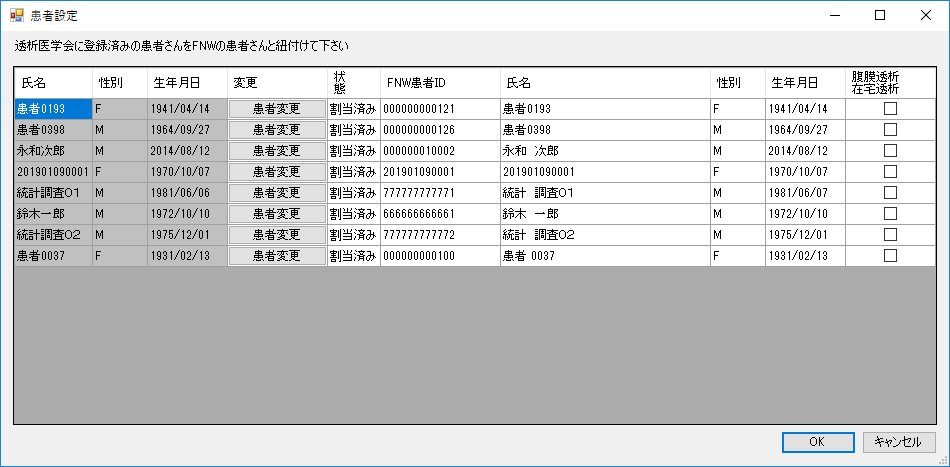 患者設定
透析医学会に登録済みの患者さんをFNWの患者さんと紐付けて下さい
氏名 性別 生年月日 変更 状態 FNW患者ID 氏名 性別 生年月日 腹膜透析 在宅透析
患者0193 F 1941/04/14 患者変更 割当済み 000000000121 患者0193 F 1941/04/14
患者0398 M 1964/09/27 患者変更 割当済み 000000000126 患者0398 M 1964/09/27
永和次郎 M 2014/08/12 患者変更 割当済み 000000010002 永和　次郎 M 2014/08/12
201901090001 F 1970/10/07 患者変更 割当済み 201901090001 201901090001 F 1970/10/07
統計調査０１ M 1981/06/06 患者変更 割当済み 777777777771 統計　調査０１ M 1981/06/07
鈴木一郎 M 1972/10/10 患者変更 割当済み 666666666661 鈴木　一郎 M 1972/10/10
統計調査０２ M 1975/12/01 患者変更 割当済み 777777777772 統計　調査０２ M 1975/12/01
患者0037 F 1931/02/13 患者変更 割当済み 000000000100 患者 0037 F 1931/02/13
OK キャンセル